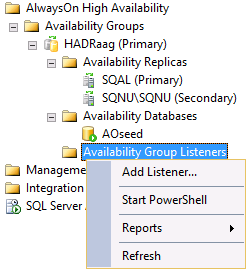 AlwaysOn High Availability
Availability Groups
HADRaag (Primary)
Availability Replicas
SQAL (Primary)
SQNU\SQNU (Secondary)
Availability Databases
AOseed
Availability Group Listeners
Add Listener...
Start PowerShell
Reports
Refresh
Managemen
Integration
SQL Server